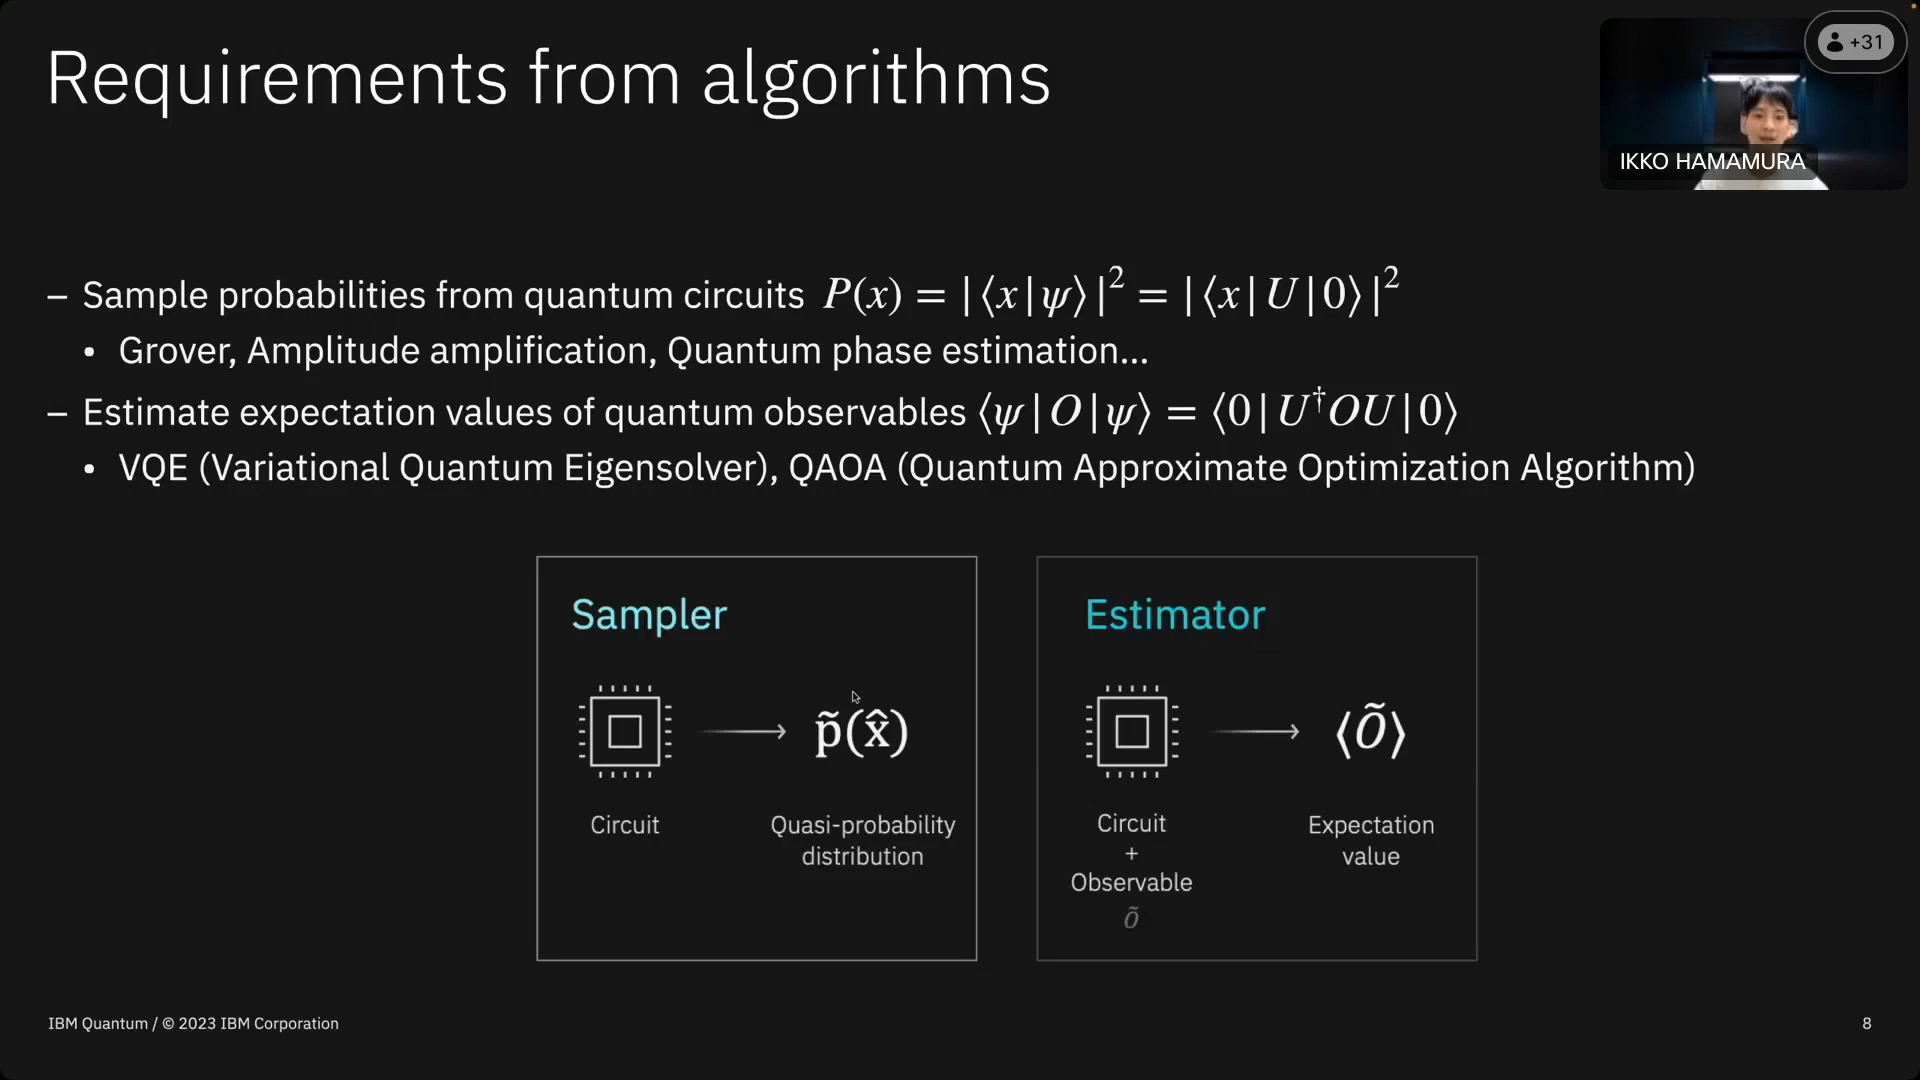 Requirements from algorithms
+31
IKKO HAMAMURA
– Sample probabilities from quantum circuits P(x) = |⟨x|ψ⟩|² = |⟨x|U|0⟩|²
• Grover, Amplitude amplification, Quantum phase estimation...
– Estimate expectation values of quantum observables ⟨ψ|O|ψ⟩ = ⟨0|U†OU|0⟩
• VQE (Variational Quantum Eigensolver), QAOA (Quantum Approximate Optimization Algorithm)
Sampler
p̃(x̂)
Circuit
Quasi-probability
distribution
Estimator
⟨Õ⟩
Circuit
+
Observable
õ
Expectation
value
IBM Quantum / © 2023 IBM Corporation
8